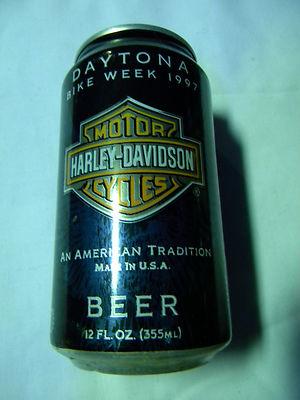 DAYTONA
BIKE WEEK 1997
MOTOR
HARLEY-DAVIDSON
CYCLES
®
AN AMERICAN TRADITION
MADE IN U.S.A.
BEER
12 FL. OZ. (355ML)